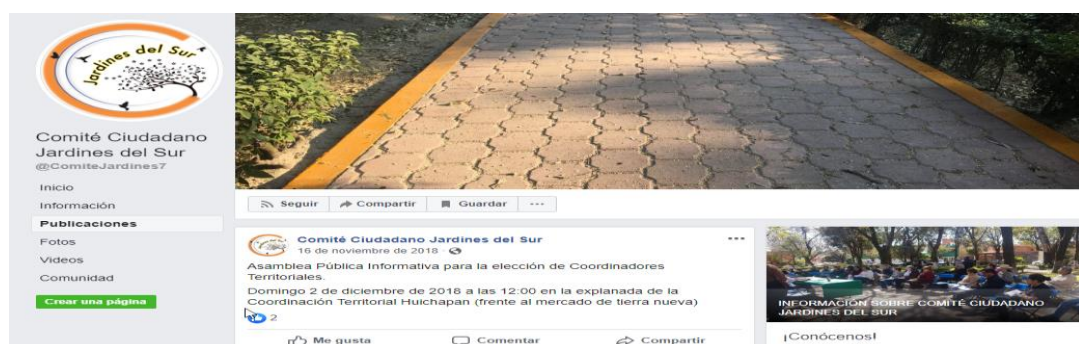 Jardines del Sur
Comité Ciudadano
Jardines del Sur
@ComiteJardines7
Inicio
Información
Publicaciones
Fotos
Videos
Comunidad
Crear una página
Seguir Compartir Guardar ...
Comité Ciudadano Jardines del Sur ...
16 de noviembre de 2018 ·
Asamblea Pública Informativa para la elección de Coordinadores
Territoriales.
Domingo 2 de diciembre de 2018 a las 12:00 en la explanada de la
Coordinación Territorial Huichapan (frente al mercado de tierra nueva)
2
Me gusta Comentar Compartir
INFORMACIÓN SOBRE COMITÉ CIUDADANO
JARDINES DEL SUR
¡Conócenos!